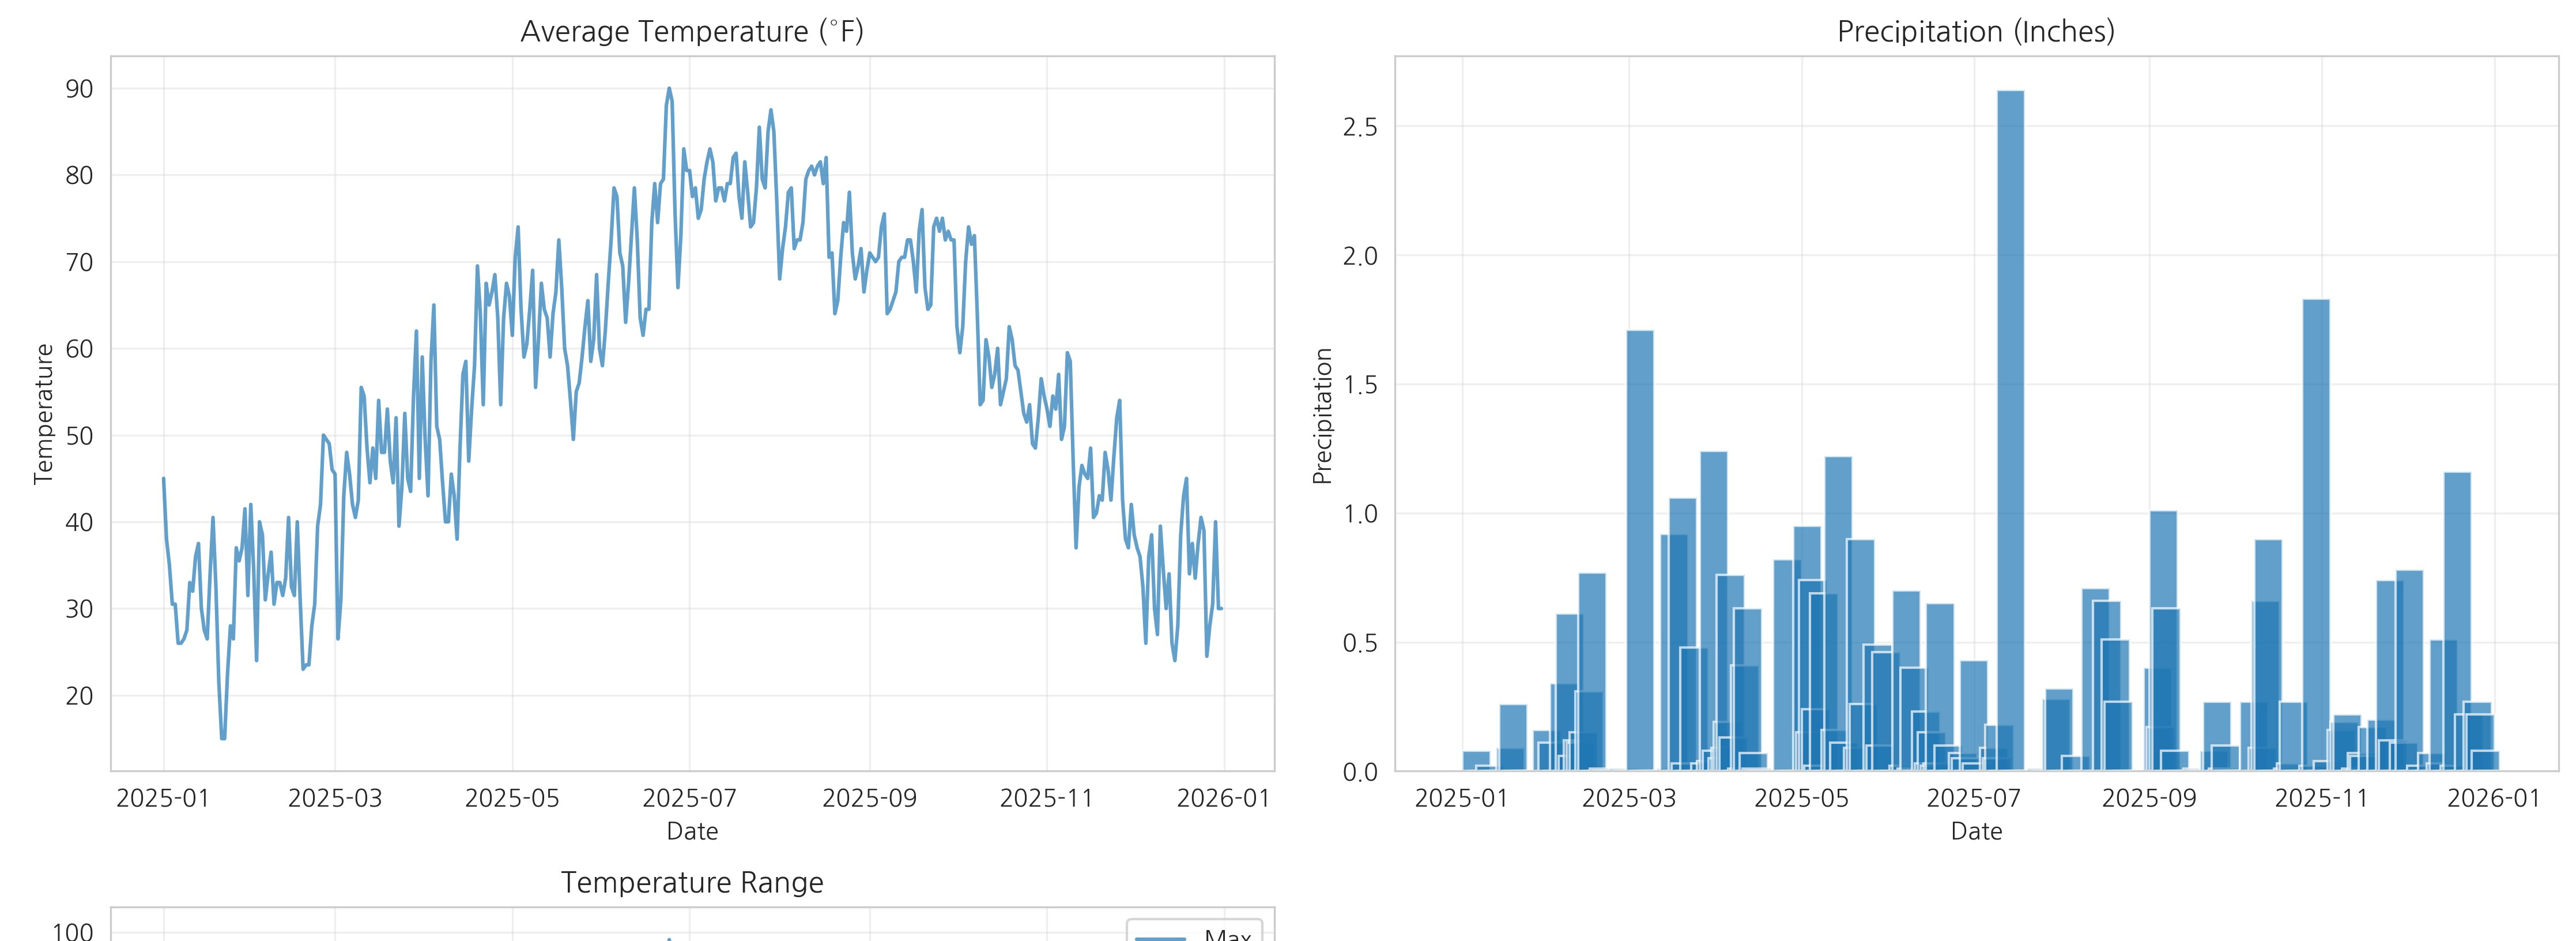 Average Temperature (°F)
Precipitation (Inches)
90
80
70
60
50
40
30
20
Temperature
2025-01 2025-03 2025-05 2025-07 2025-09 2025-11 2026-01
Date
2.5
2.0
1.5
1.0
0.5
0.0
Precipitation
2025-01 2025-03 2025-05 2025-07 2025-09 2025-11 2026-01
Date
Temperature Range
100
Max